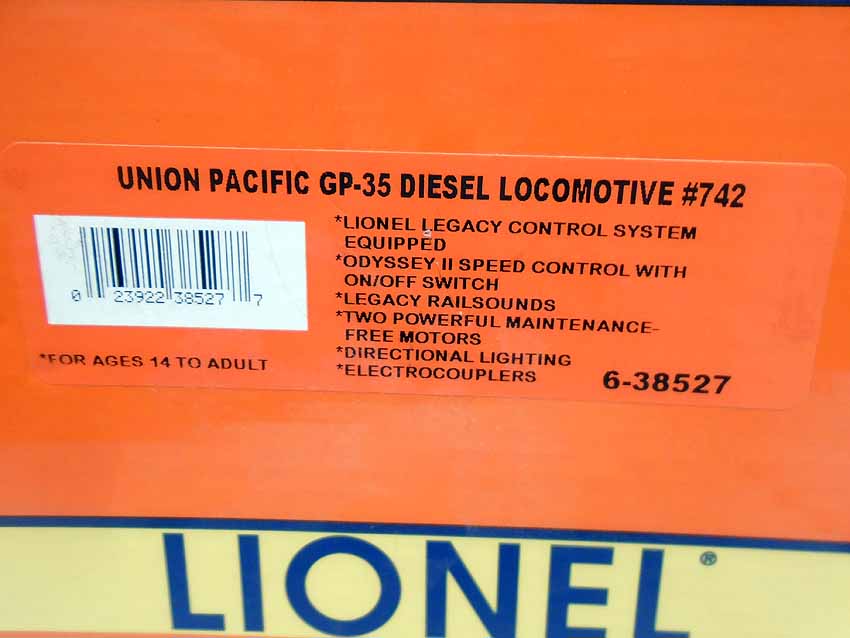 UNION PACIFIC GP-35 DIESEL LOCOMOTIVE #742
*LIONEL LEGACY CONTROL SYSTEM
EQUIPPED
*ODYSSEY II SPEED CONTROL WITH
ON/OFF SWITCH
*LEGACY RAILSOUNDS
*TWO POWERFUL MAINTENANCE-
FREE MOTORS
*DIRECTIONAL LIGHTING
*ELECTROCOUPLERS
0 23922 38527 7
*FOR AGES 14 TO ADULT
6-38527
LIONEL®